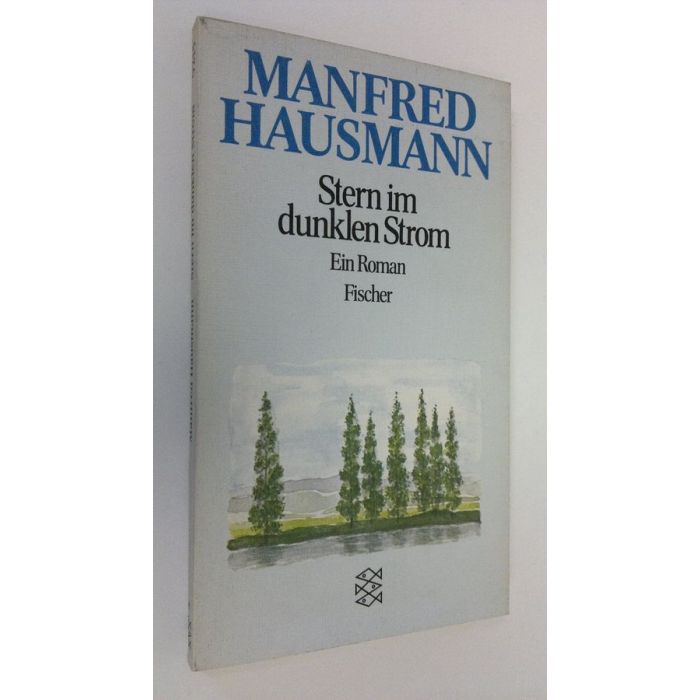 MANFRED
HAUSMANN
Stern im
dunklen Strom
Ein Roman
Fischer